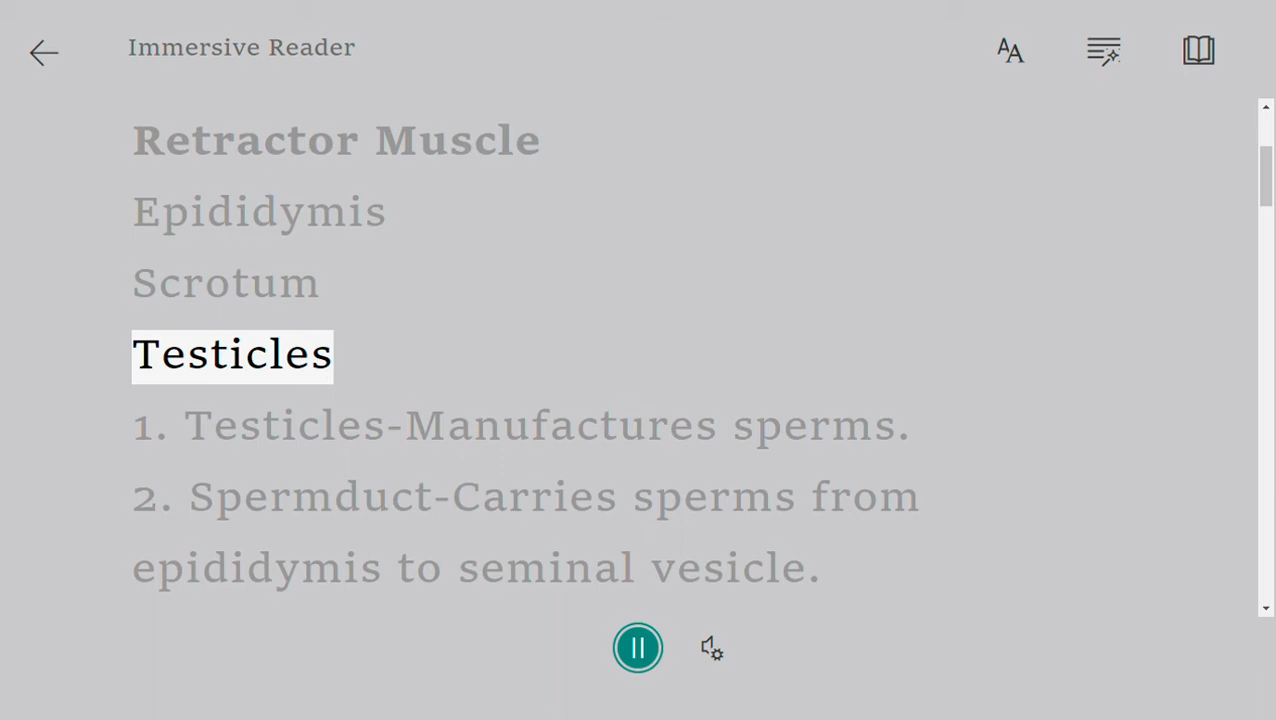 Immersive Reader
Retractor Muscle
Epididymis
Scrotum
Testicles
1. Testicles-Manufactures sperms.
2. Spermduct-Carries sperms from
epididymis to seminal vesicle.